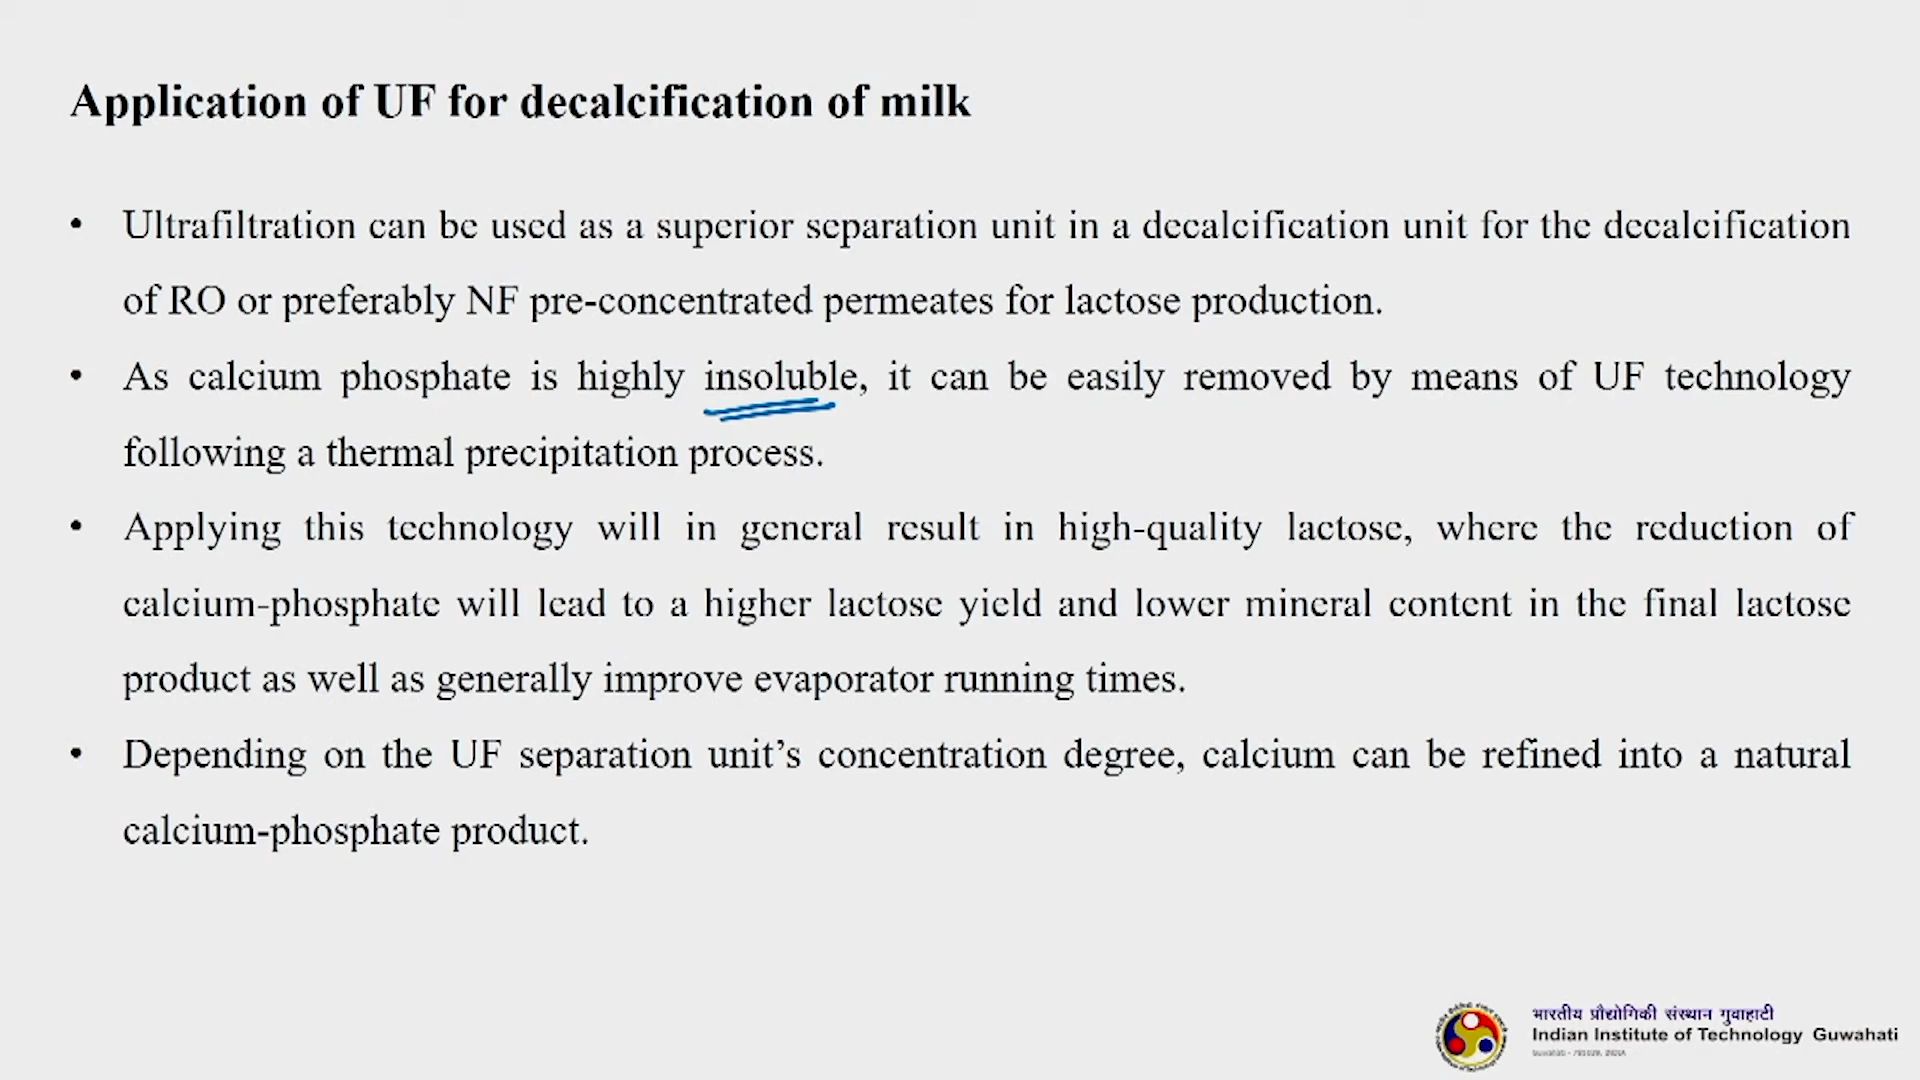 Application of UF for decalcification of milk
• Ultrafiltration can be used as a superior separation unit in a decalcification unit for the decalcification
of RO or preferably NF pre-concentrated permeates for lactose production.
• As calcium phosphate is highly insoluble, it can be easily removed by means of UF technology
following a thermal precipitation process.
• Applying this technology will in general result in high-quality lactose, where the reduction of
calcium-phosphate will lead to a higher lactose yield and lower mineral content in the final lactose
product as well as generally improve evaporator running times.
• Depending on the UF separation unit’s concentration degree, calcium can be refined into a natural
calcium-phosphate product.
भारतीय प्रौद्योगिकी संस्थान गुवाहाटी
Indian Institute of Technology Guwahati